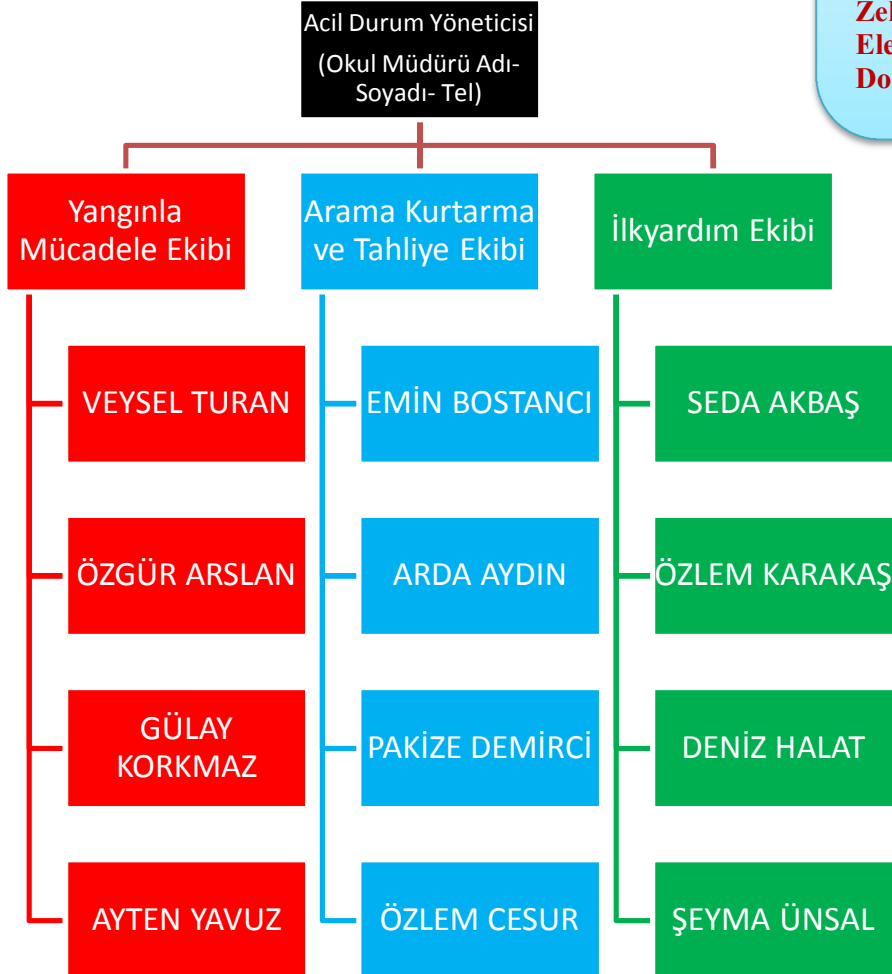 Acil Durum Yöneticisi
(Okul Müdürü Adı-
Soyadı- Tel)
Yangınla
Mücadele Ekibi
Arama Kurtarma
ve Tahliye Ekibi
İlkyardım Ekibi
VEYSEL TURAN
EMİN BOSTANCI
SEDA AKBAŞ
ÖZGÜR ARSLAN
ARDA AYDIN
ÖZLEM KARAKAŞ
GÜLAY
KORKMAZ
PAKİZE DEMİRCİ
DENİZ HALAT
AYTEN YAVUZ
ÖZLEM CESUR
ŞEYMA ÜNSAL